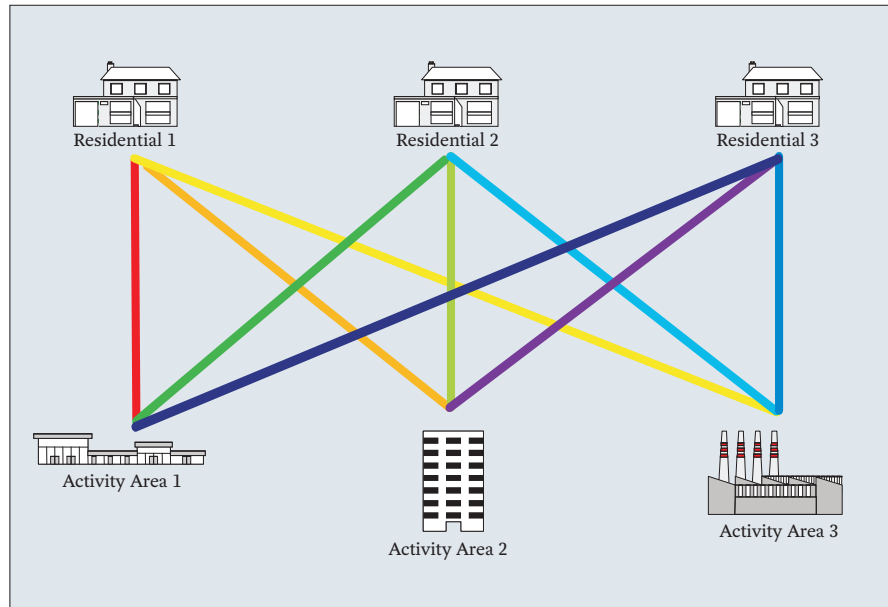 Residential 1
Residential 2
Residential 3
Activity Area 1
Activity Area 2
Activity Area 3